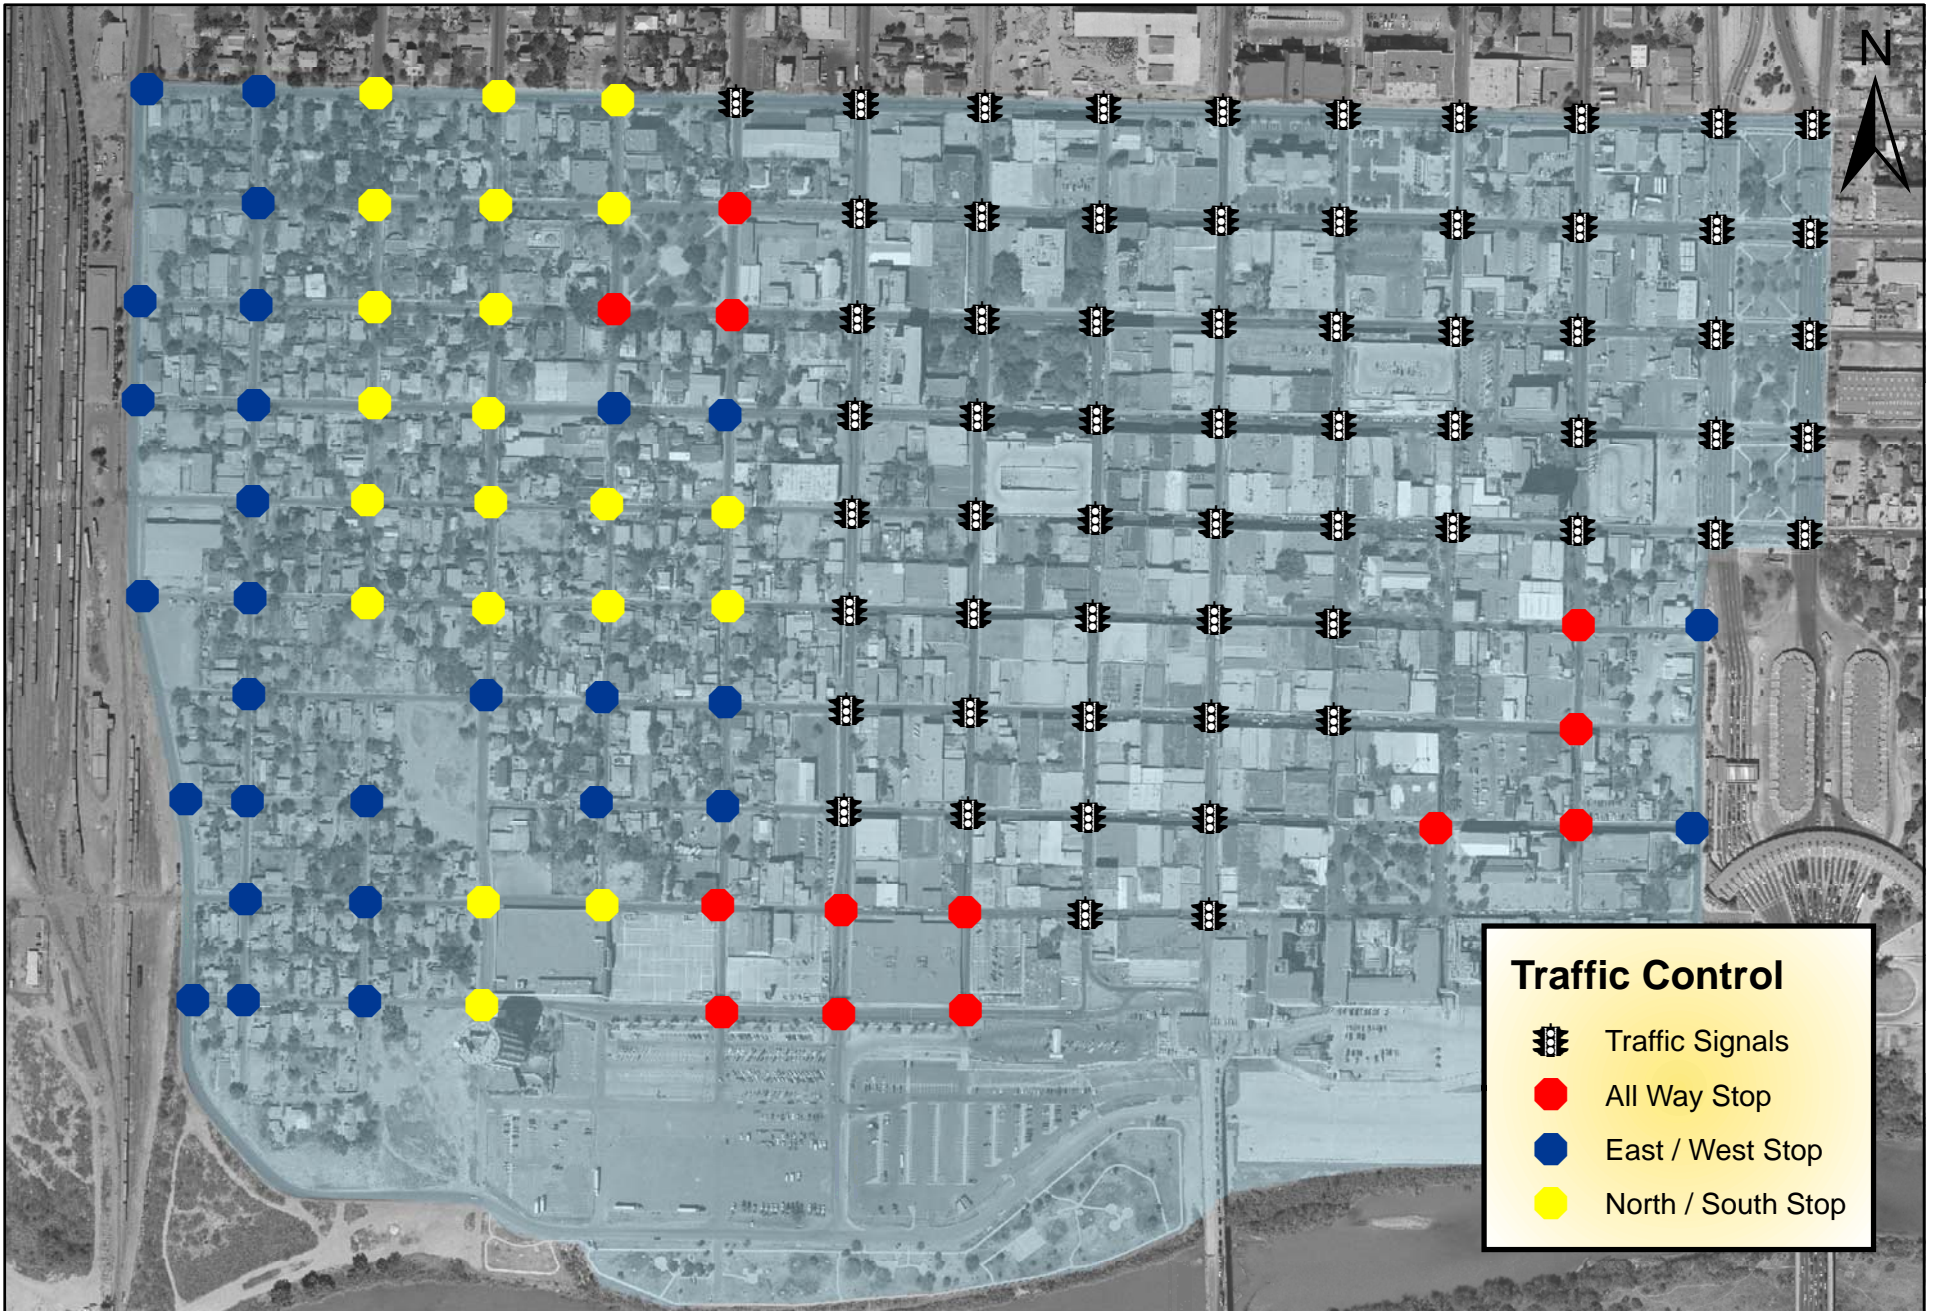 N
Traffic Control
Traffic Signals
All Way Stop
East / West Stop
North / South Stop